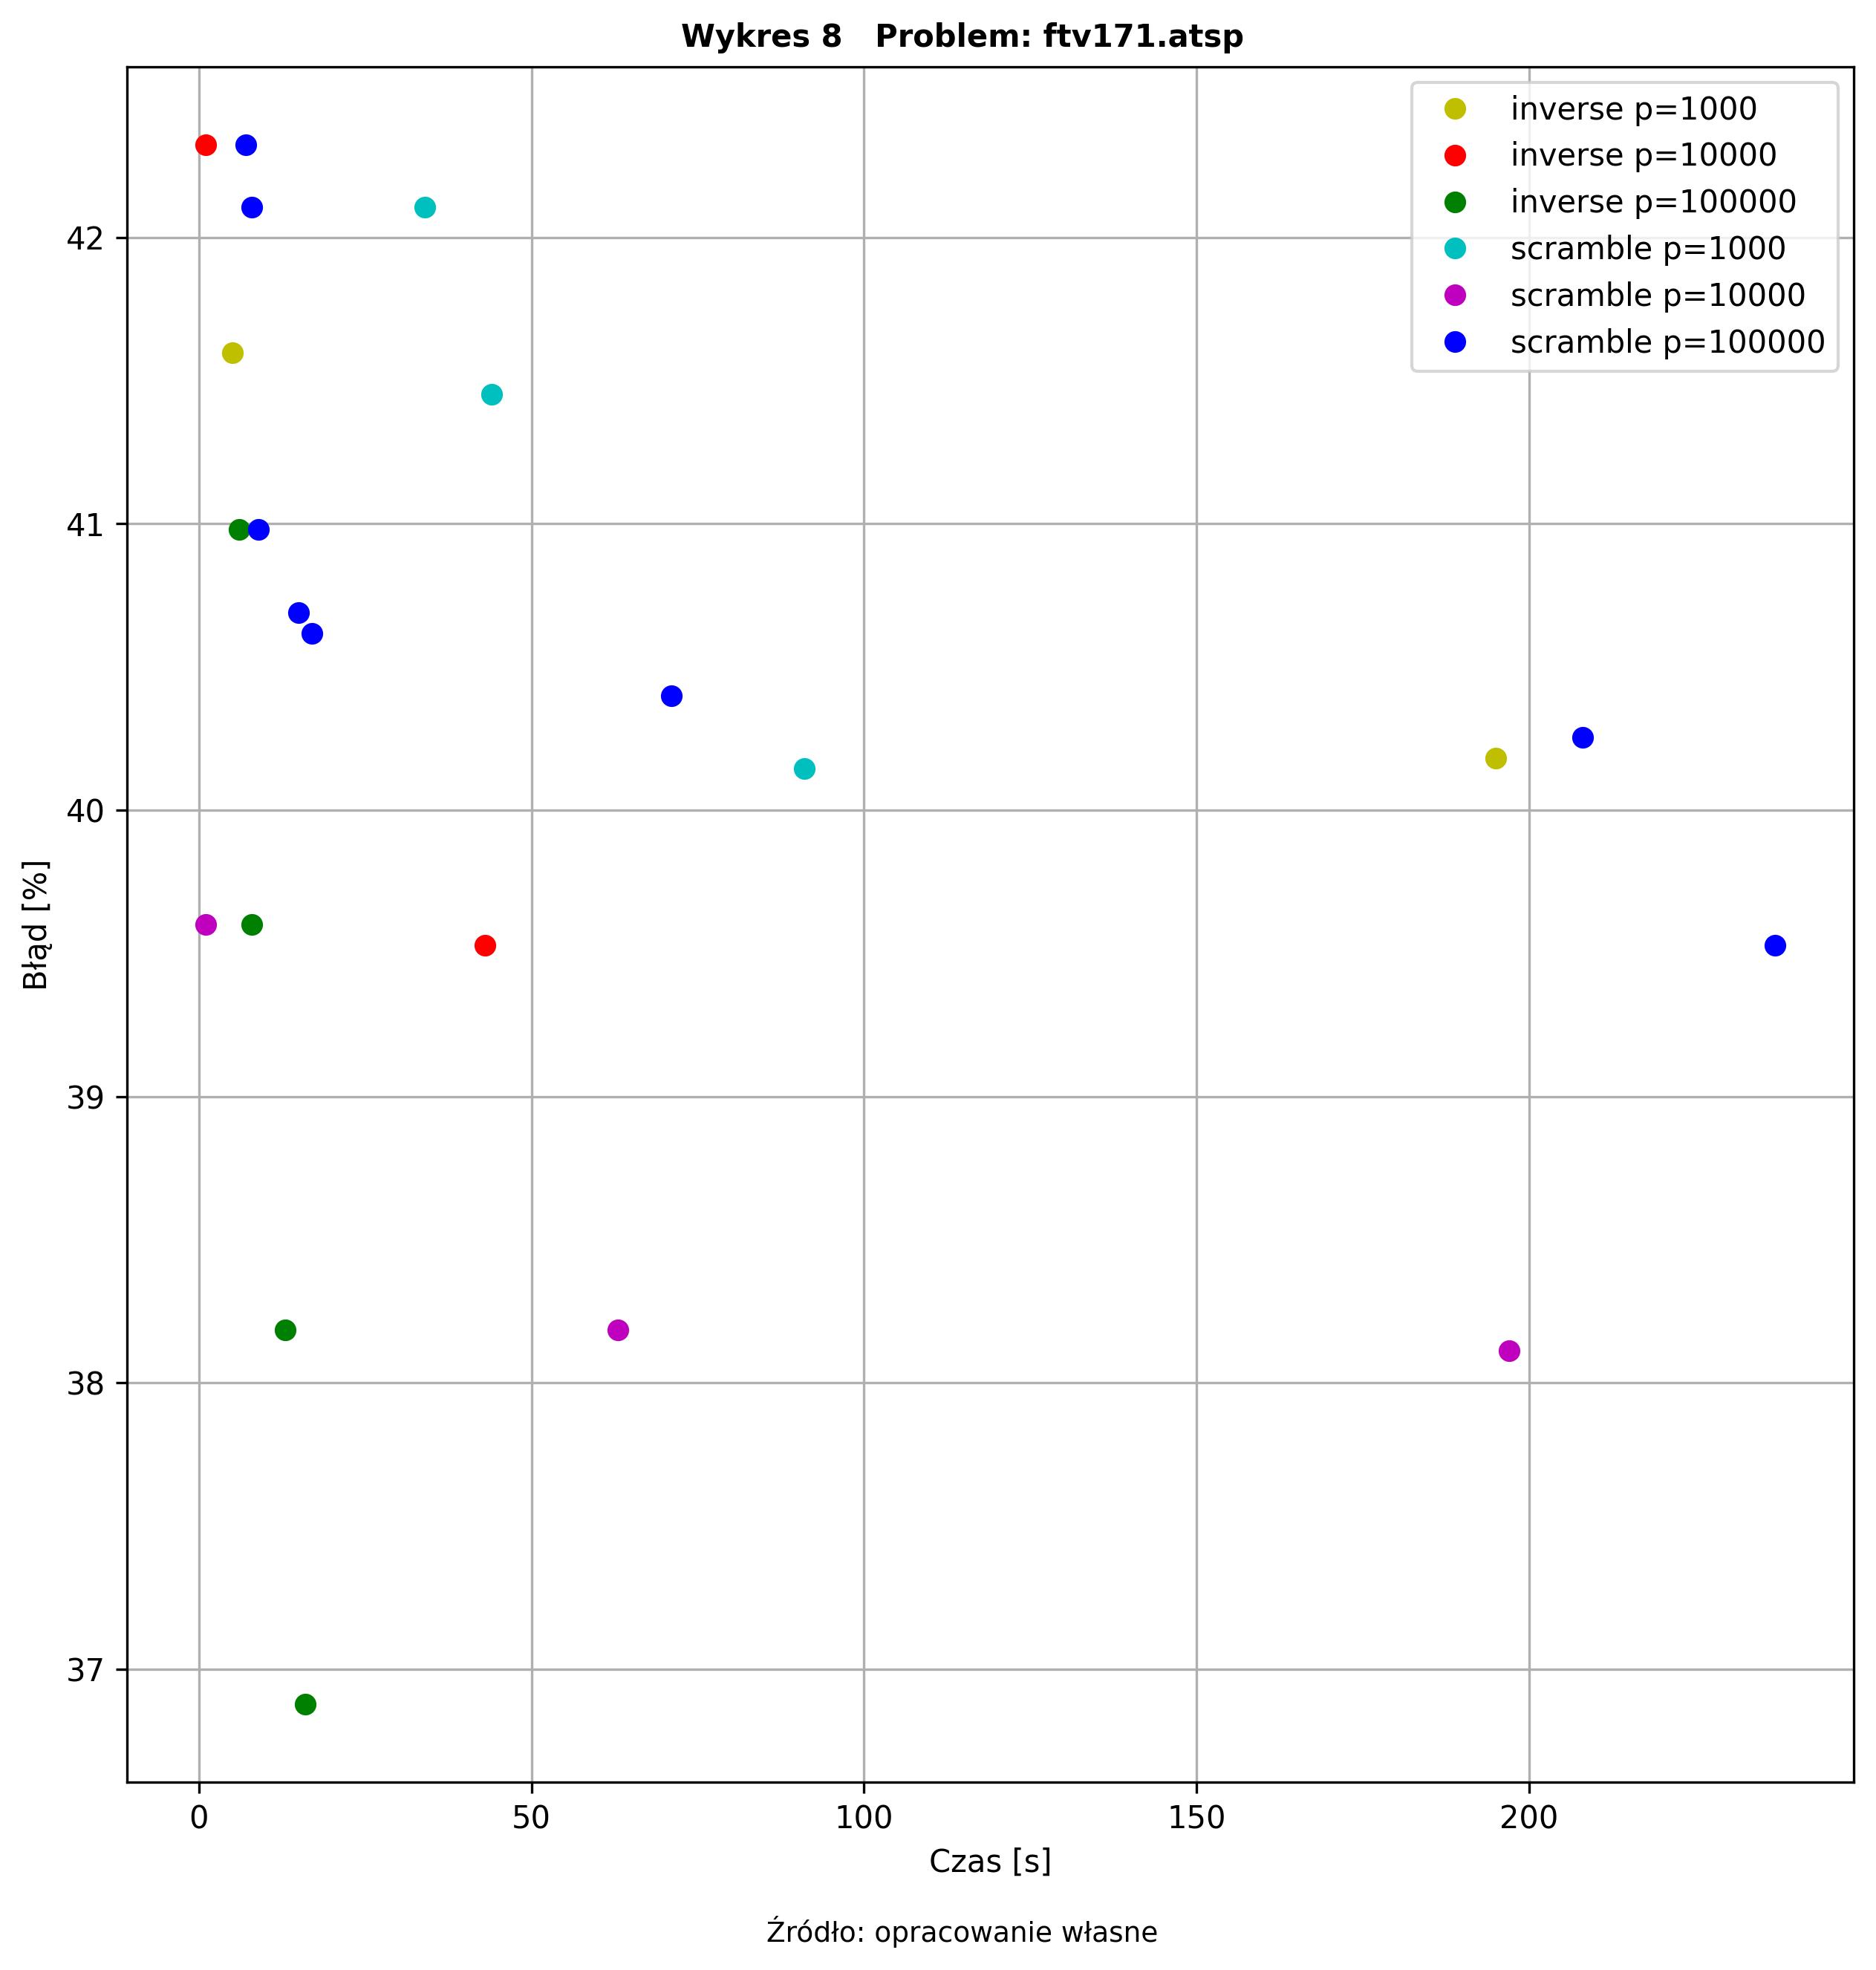 Wykres 8   Problem: ftv171.atsp
inverse p=1000
inverse p=10000
inverse p=100000
scramble p=1000
scramble p=10000
scramble p=100000
42
41
40
39
38
37
Błąd [%]
0 50 100 150 200
Czas [s]
Źródło: opracowanie własne